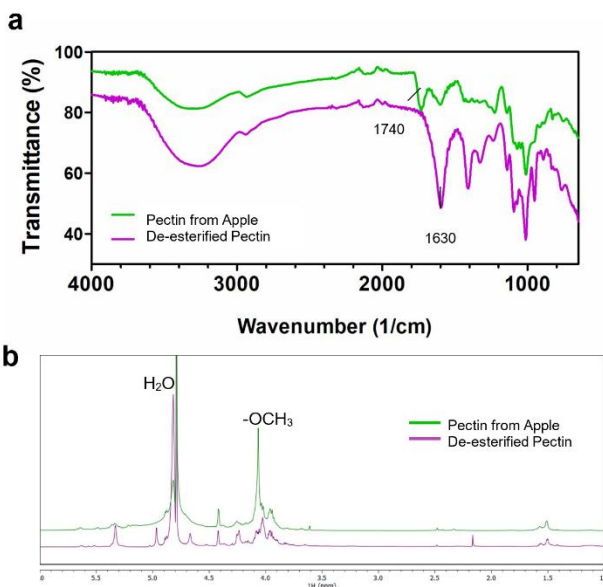 a
100
80
60
40
Transmittance (%)
1740
1630
Pectin from Apple
De-esterified Pectin
4000 3000 2000 1000
Wavenumber (1/cm)
b
H₂O
-OCH₃
Pectin from Apple
De-esterified Pectin
5.0 4.5 4.0 3.5 3.0 2.5 2.0 1.5
¹H (ppm)